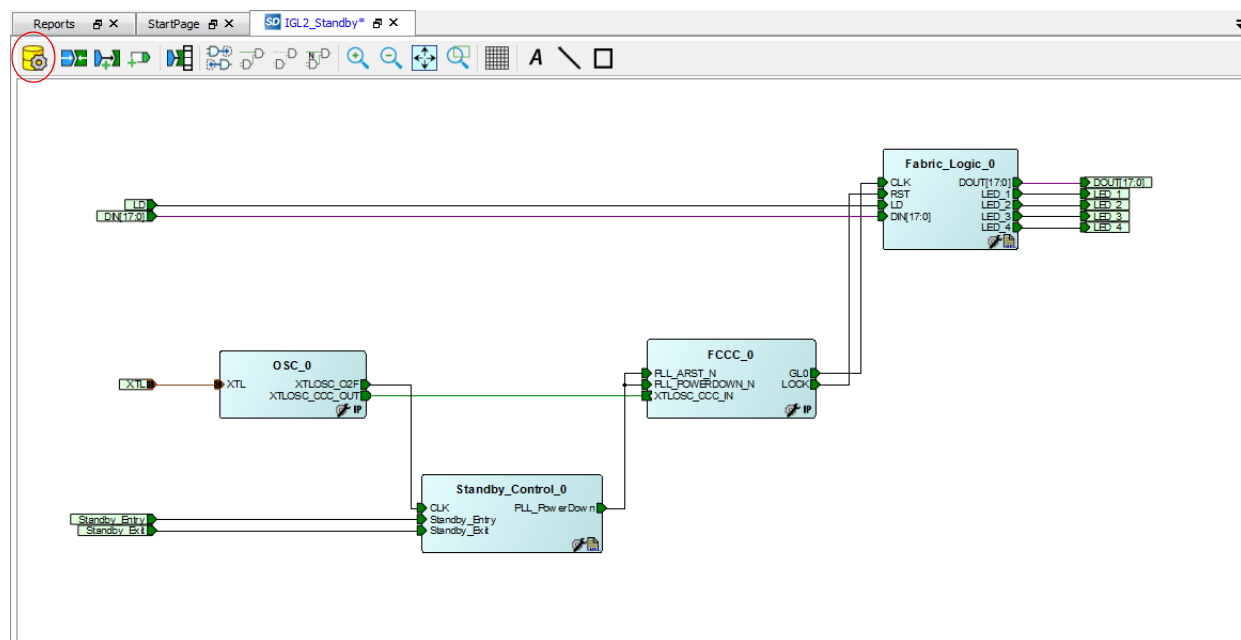 Reports
StartPage
SD IGL2_Standby*
A
Fabric_Logic_0
CLK
RST
LD
DIN[17:0]
DOUT[17:0]
LED_1
LED_2
LED_3
LED_4
DOUT[17:0]
LED_1
LED_2
LED_3
LED_4
LD
DIN[17:0]
XTL
OSC_0
XTL
XTLOSC_O2F
XTLOSC_CCC_OUT
IP
FCCC_0
PLL_ARST_N
PLL_POWERDOWN_N
XTLOSC_CCC_IN
GL0
LOCK
IP
Standby_Entry
Standby_Exit
Standby_Control_0
CLK
Standby_Entry
Standby_Exit
PLL_PowerDown